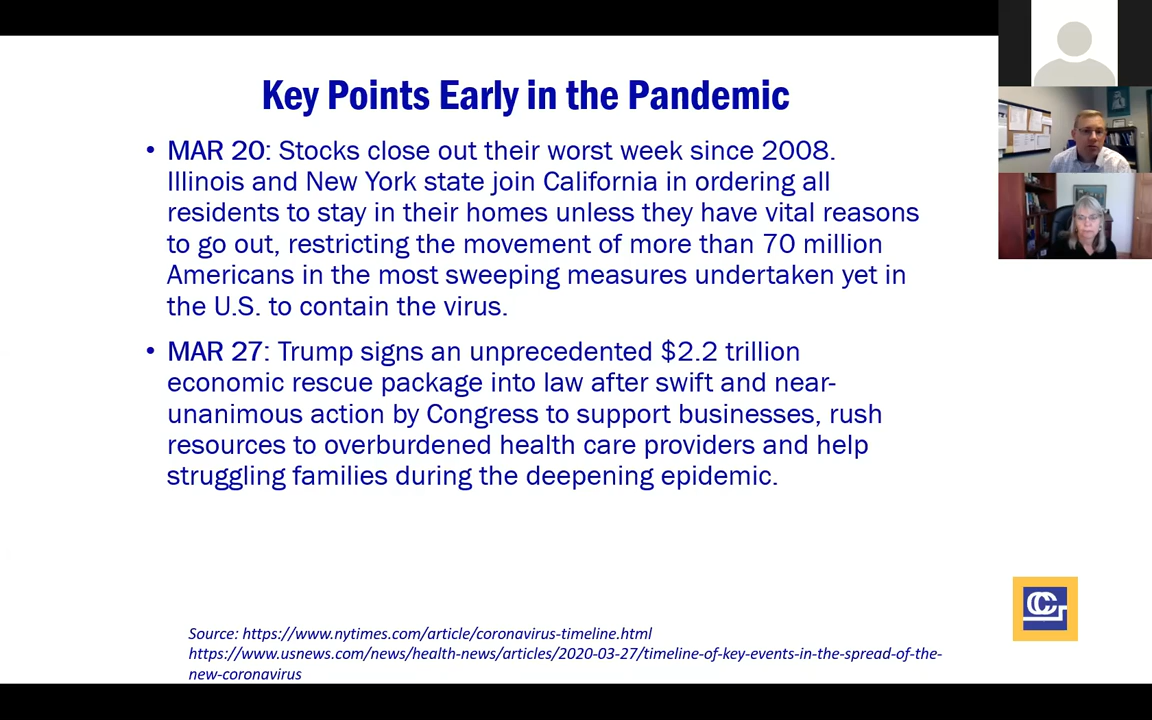 Key Points Early in the Pandemic
• MAR 20: Stocks close out their worst week since 2008.
Illinois and New York state join California in ordering all
residents to stay in their homes unless they have vital reasons
to go out, restricting the movement of more than 70 million
Americans in the most sweeping measures undertaken yet in
the U.S. to contain the virus.
• MAR 27: Trump signs an unprecedented $2.2 trillion
economic rescue package into law after swift and near-
unanimous action by Congress to support businesses, rush
resources to overburdened health care providers and help
struggling families during the deepening epidemic.
Source: https://www.nytimes.com/article/coronavirus-timeline.html
https://www.usnews.com/news/health-news/articles/2020-03-27/timeline-of-key-events-in-the-spread-of-the-
new-coronavirus